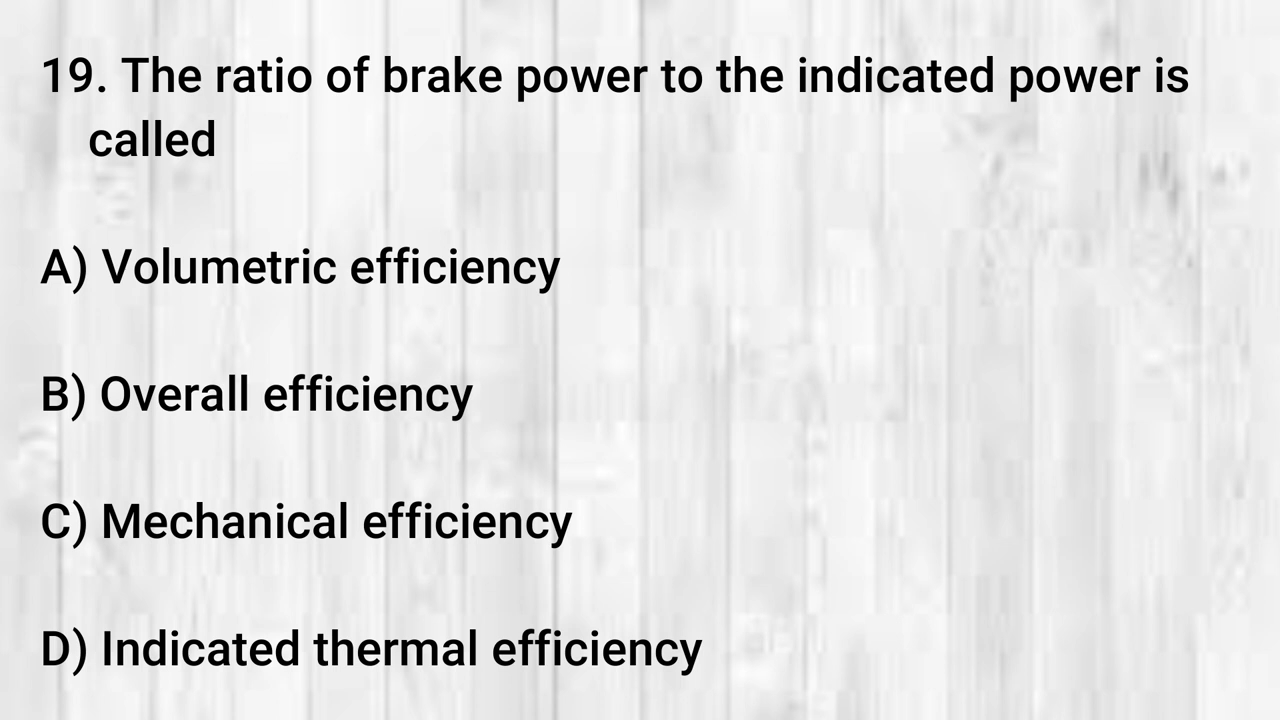 19. The ratio of brake power to the indicated power is
called
A) Volumetric efficiency
B) Overall efficiency
C) Mechanical efficiency
D) Indicated thermal efficiency